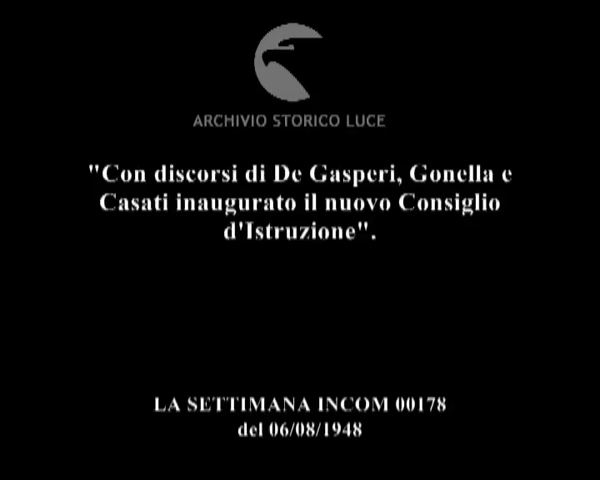 ARCHIVIO STORICO LUCE
"Con discorsi di De Gasperi, Gonella e
Casati inaugurato il nuovo Consiglio
d'Istruzione".
LA SETTIMANA INCOM 00178
del 06/08/1948